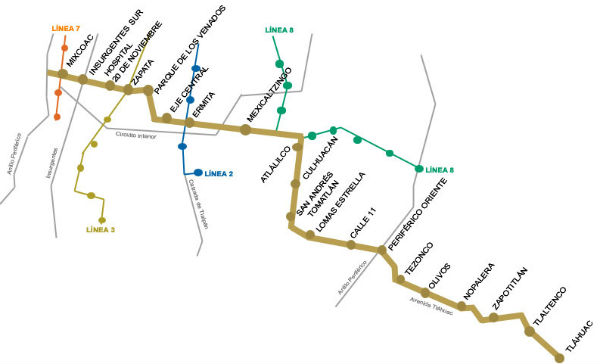 LÍNEA 7
MIXCOAC
INSURGENTES SUR
HOSPITAL
20 DE NOVIEMBRE
ZAPATA
PARQUE DE LOS VENADOS
EJE CENTRAL
ERMITA
MEXICALTZINGO
LÍNEA 8
ATLÁLILCO
CULHUACÁN
SAN ANDRÉS
TOMATLÁN
LOMAS ESTRELLA
CALLE 11
PERIFÉRICO ORIENTE
TEZONCO
OLIVOS
NOPALERA
ZAPOTITLÁN
TLALTENCO
TLÁHUAC
LÍNEA 8
LÍNEA 2
LÍNEA 3
Anillo Periférico
Insurgentes
Circuito interior
Calzada de Tlalpan
Anillo Periférico
Avenida Tláhuac